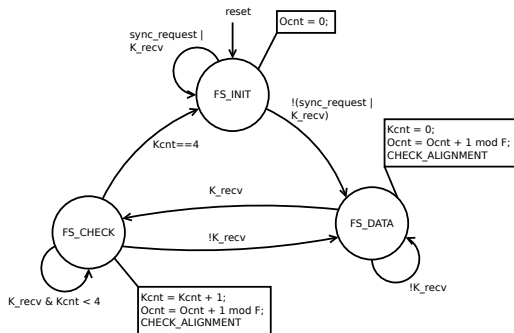 reset
Ocnt = 0;
sync_request |
K_recv
FS_INIT
!(sync_request |
K_recv)
Kcnt = 0;
Ocnt = Ocnt + 1 mod F;
CHECK_ALIGNMENT
Kcnt==4
K_recv
FS_CHECK
FS_DATA
!K_recv
!K_recv
K_recv & Kcnt < 4
Kcnt = Kcnt + 1;
Ocnt = Ocnt + 1 mod F;
CHECK_ALIGNMENT